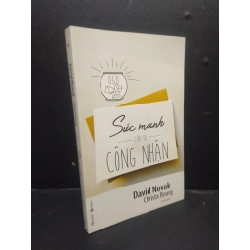 Sức mạnh
CỦA SỰ
CÔNG NHẬN
David Novak
Christa Bourg